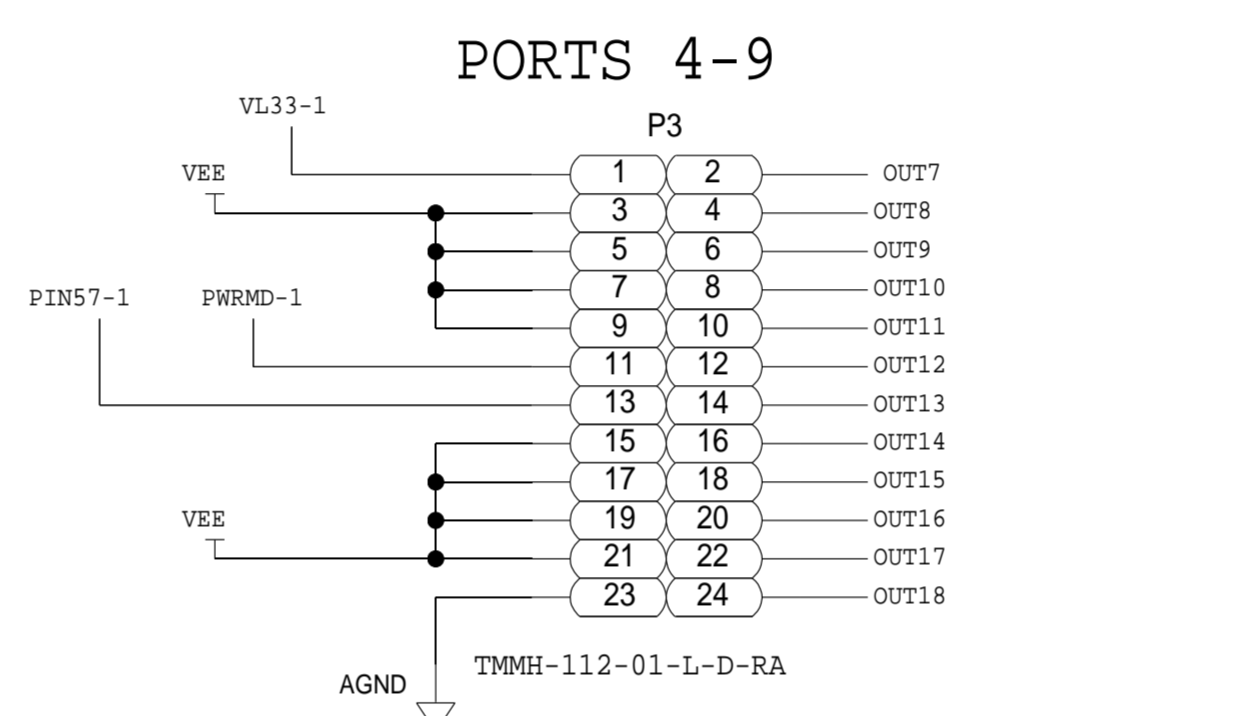 PORTS 4-9
VL33-1
P3
VEE
1 2 OUT7
3 4 OUT8
5 6 OUT9
PIN57-1 PWRMD-1
7 8 OUT10
9 10 OUT11
11 12 OUT12
13 14 OUT13
15 16 OUT14
17 18 OUT15
VEE
19 20 OUT16
21 22 OUT17
23 24 OUT18
TMMH-112-01-L-D-RA
AGND